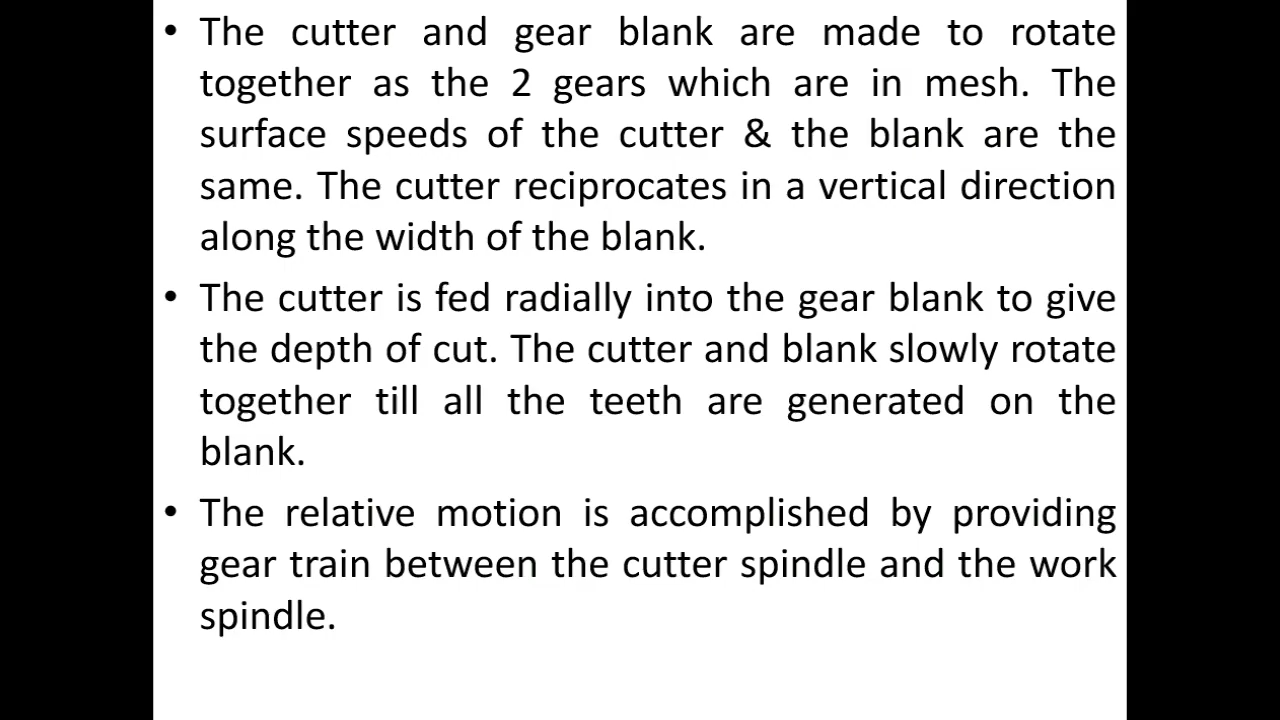 • The cutter and gear blank are made to rotate
together as the 2 gears which are in mesh. The
surface speeds of the cutter & the blank are the
same. The cutter reciprocates in a vertical direction
along the width of the blank.
• The cutter is fed radially into the gear blank to give
the depth of cut. The cutter and blank slowly rotate
together till all the teeth are generated on the
blank.
• The relative motion is accomplished by providing
gear train between the cutter spindle and the work
spindle.